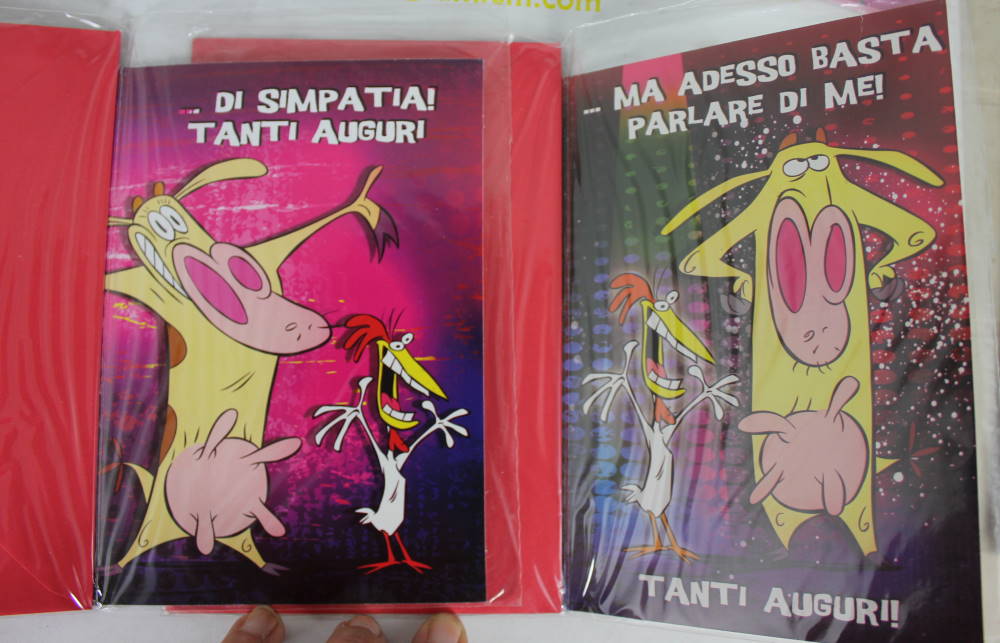 ... DI SIMPATIA!
TANTI AUGURI
... MA ADESSO BASTA
PARLARE DI ME!
TANTI AUGURI!